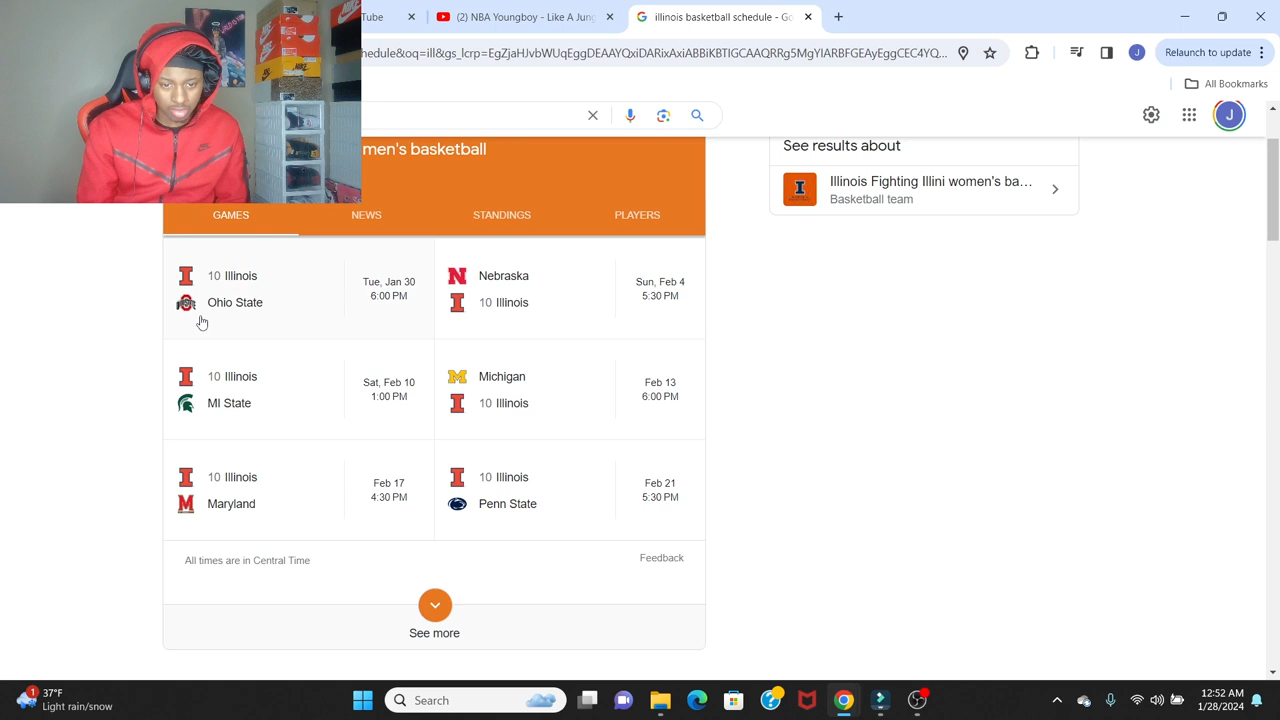 Tube
(2) NBA Youngboy - Like A Jung
illinois basketball schedule - Go
hedule&oq=ill&gs_lcrp=EgZjaHJvbWUqEggDEAAYQxiDARixAxiABBiKBTIGCAAQRRg5MgYIARBFGEAyEggCEC4YQ...
J
Relaunch to update
All Bookmarks
J
men's basketball
See results about
Illinois Fighting Illini women's ba...
Basketball team
GAMES
NEWS
STANDINGS
PLAYERS
10 Illinois
Ohio State
Tue, Jan 30
6:00 PM
Nebraska
10 Illinois
Sun, Feb 4
5:30 PM
10 Illinois
MI State
Sat, Feb 10
1:00 PM
Michigan
10 Illinois
Feb 13
6:00 PM
10 Illinois
Maryland
Feb 17
4:30 PM
10 Illinois
Penn State
Feb 21
5:30 PM
All times are in Central Time
Feedback
See more
1
37°F
Light rain/snow
Search
12:52 AM
1/28/2024